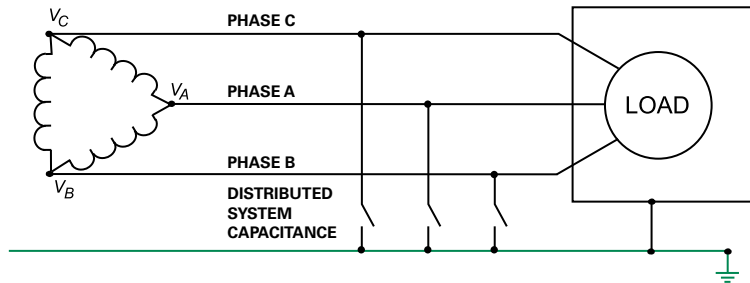 VC
PHASE C
VA
PHASE A
LOAD
PHASE B
VB
DISTRIBUTED
SYSTEM
CAPACITANCE